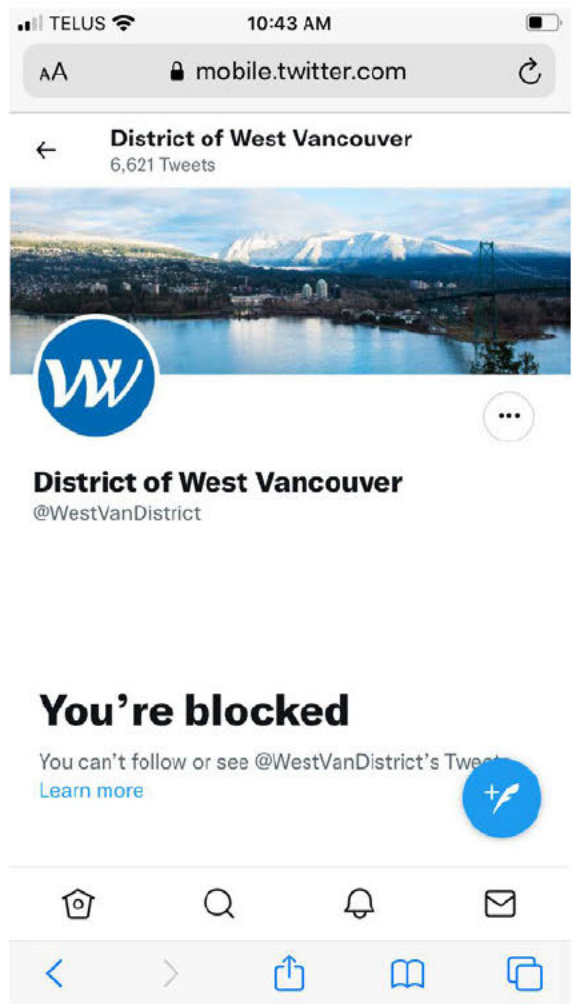 TELUS 10:43 AM
AA mobile.twitter.com
District of West Vancouver
6,621 Tweets
District of West Vancouver
@WestVanDistrict
You're blocked
You can't follow or see @WestVanDistrict's Tweets.
Learn more